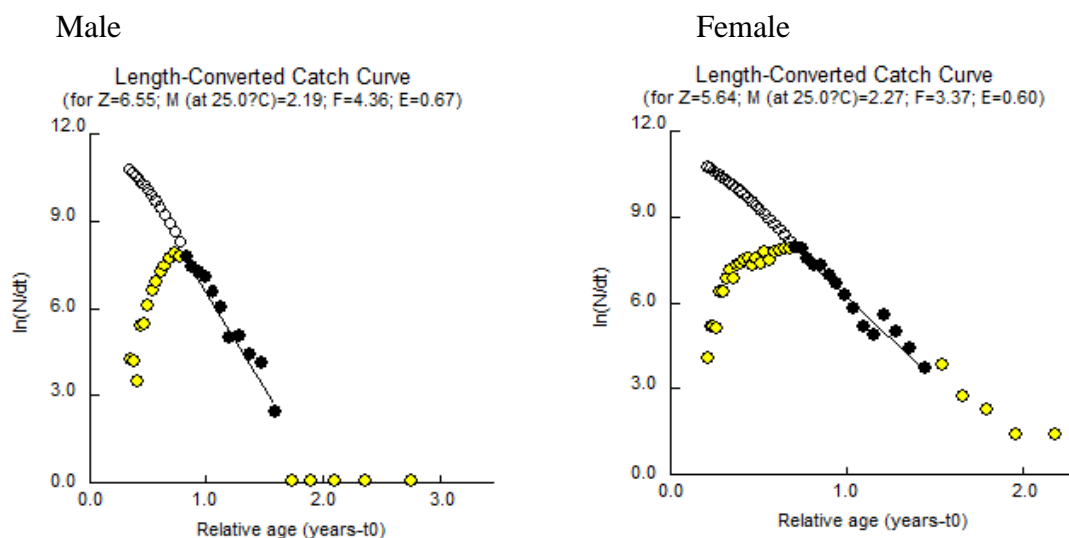 Male
Length-Converted Catch Curve
(for Z=6.55; M (at 25.0?C)=2.19; F=4.36; E=0.67)
12.0
9.0
6.0
3.0
0.0
ln(N/dt)
0.0 1.0 2.0 3.0
Relative age (years-t0)
Female
Length-Converted Catch Curve
(for Z=5.64; M (at 25.0?C)=2.27; F=3.37; E=0.60)
12.0
9.0
6.0
3.0
0.0
ln(N/dt)
0.0 1.0 2.0
Relative age (years-t0)